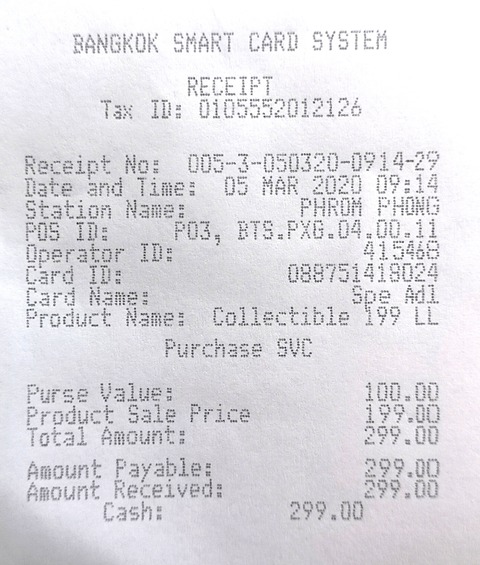 BANGKOK SMART CARD SYSTEM
RECEIPT
Tax ID: 0105552012126
Receipt No: 005-3-050320-0914-29
Date and Time: 05 MAR 2020 09:14
Station Name: PHROM PHONG
POS ID: P03, BTS.PXG.04.00.11
Operator ID: 415468
Card ID: 088751418024
Card Name: Spe Adl
Product Name: Collectible 199 LL
Purchase SVC
Purse Value: 100.00
Product Sale Price 199.00
Total Amount: 299.00
Amount Payable: 299.00
Amount Received: 299.00
Cash: 299.00